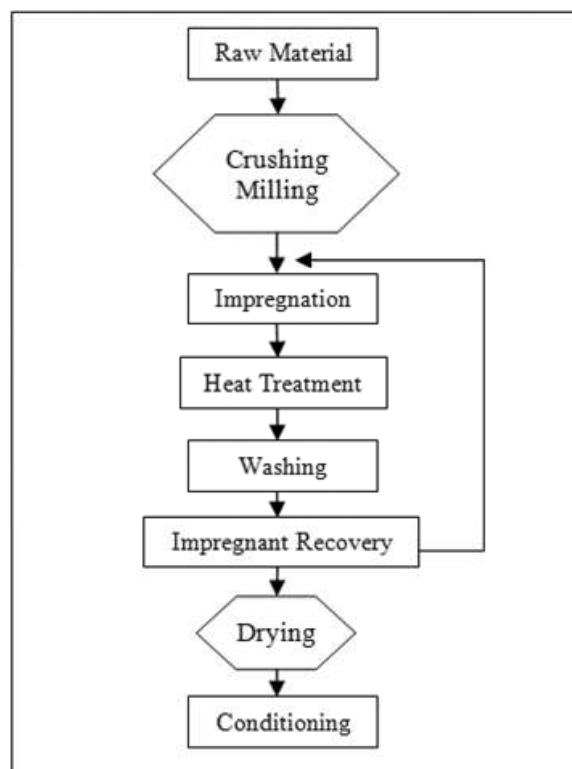 Raw Material
Crushing
Milling
Impregnation
Heat Treatment
Washing
Impregnant Recovery
Drying
Conditioning